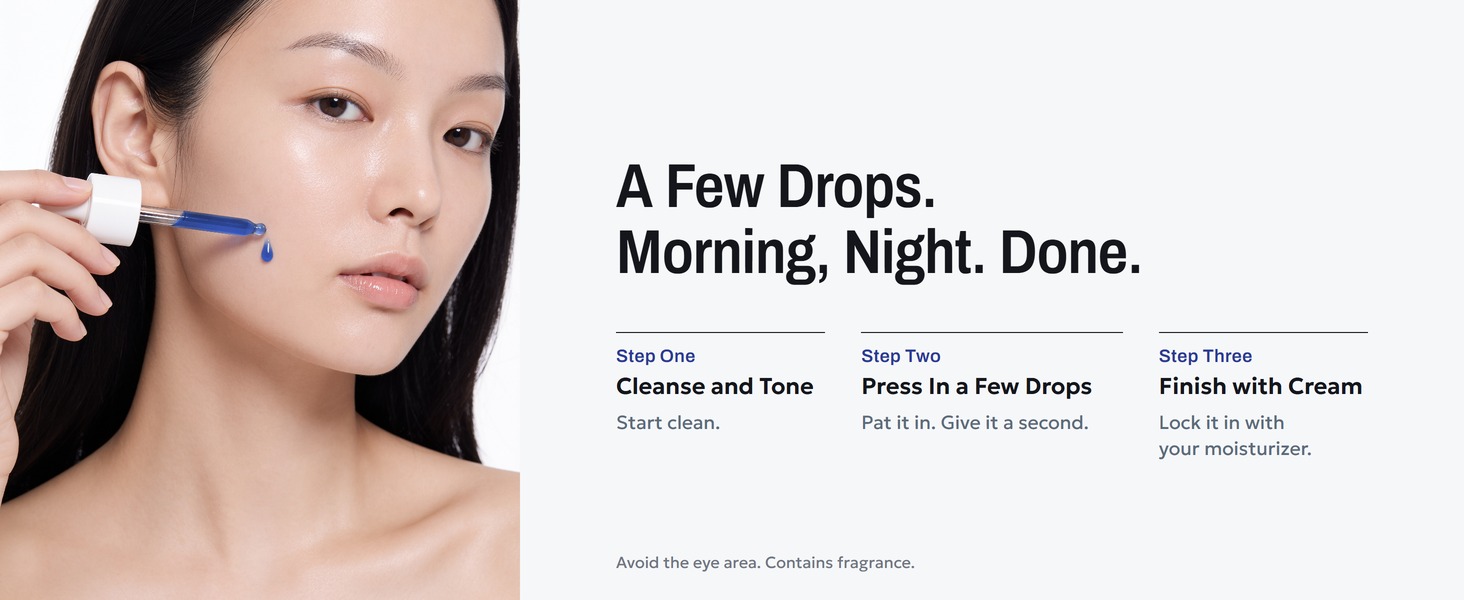 A Few Drops.
Morning, Night. Done.
Step One
Cleanse and Tone
Start clean.
Step Two
Press In a Few Drops
Pat it in. Give it a second.
Step Three
Finish with Cream
Lock it in with
your moisturizer.
Avoid the eye area. Contains fragrance.